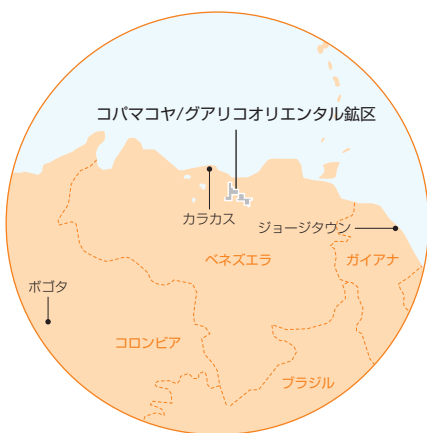 コパマコヤ/グアリコオリエンタル鉱区
カラカス
ジョージタウン
ベネズエラ
ガイアナ
ボゴタ
コロンビア
ブラジル